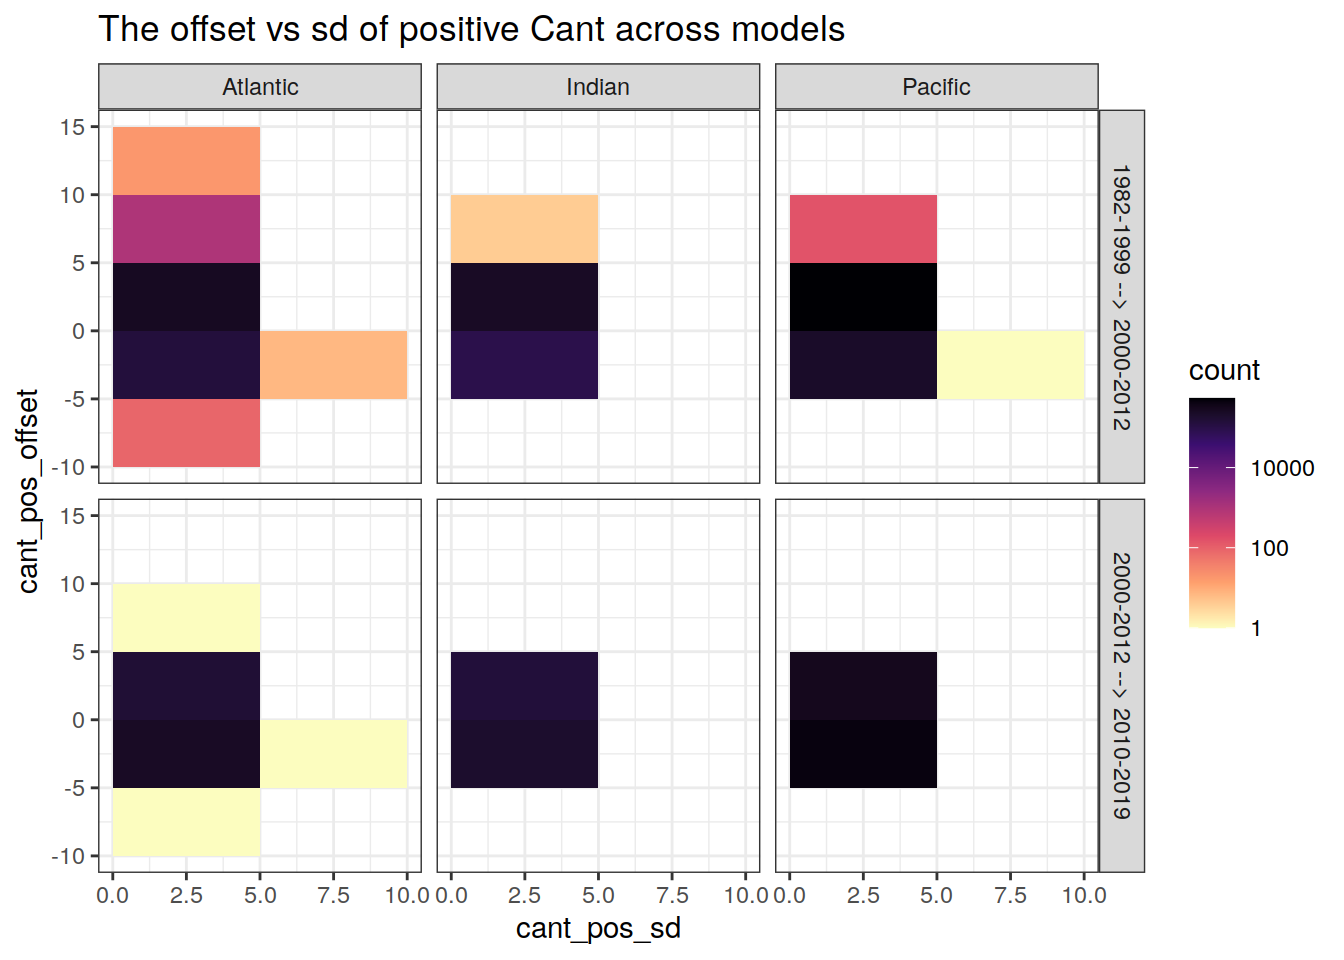 The offset vs sd of positive Cant across models
Atlantic Indian Pacific
15
10
5
0
-5
-10
1982-1999 --> 2000-2012
15
10
5
0
-5
-10
2000-2012 --> 2010-2019
cant_pos_offset
0.0 2.5 5.0 7.5 10.0 0.0 2.5 5.0 7.5 10.0 0.0 2.5 5.0 7.5 10.0
cant_pos_sd
count
10000
100
1